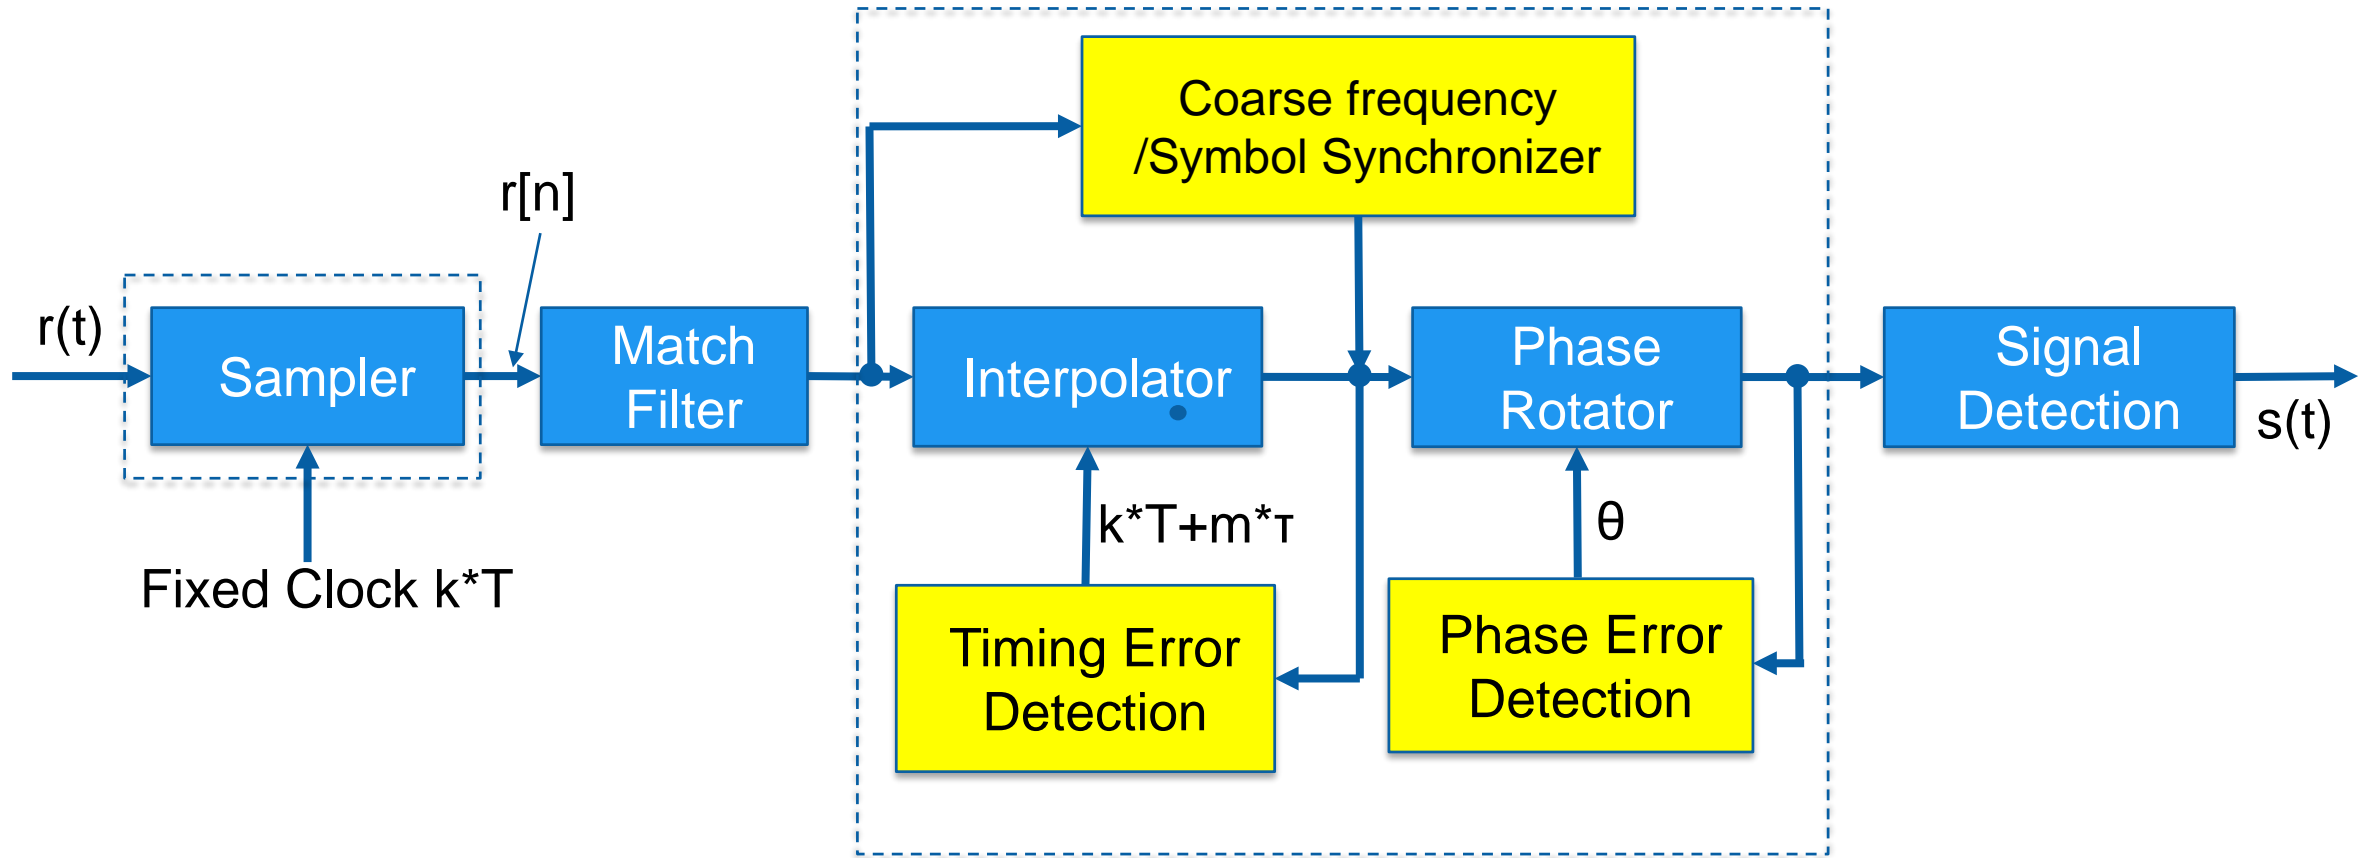 Coarse frequency
/Symbol Synchronizer
r[n]
r(t)
Sampler
Match
Filter
Interpolator
Phase
Rotator
Signal
Detection
s(t)
k*T+m*τ
θ
Fixed Clock k*T
Timing Error
Detection
Phase Error
Detection